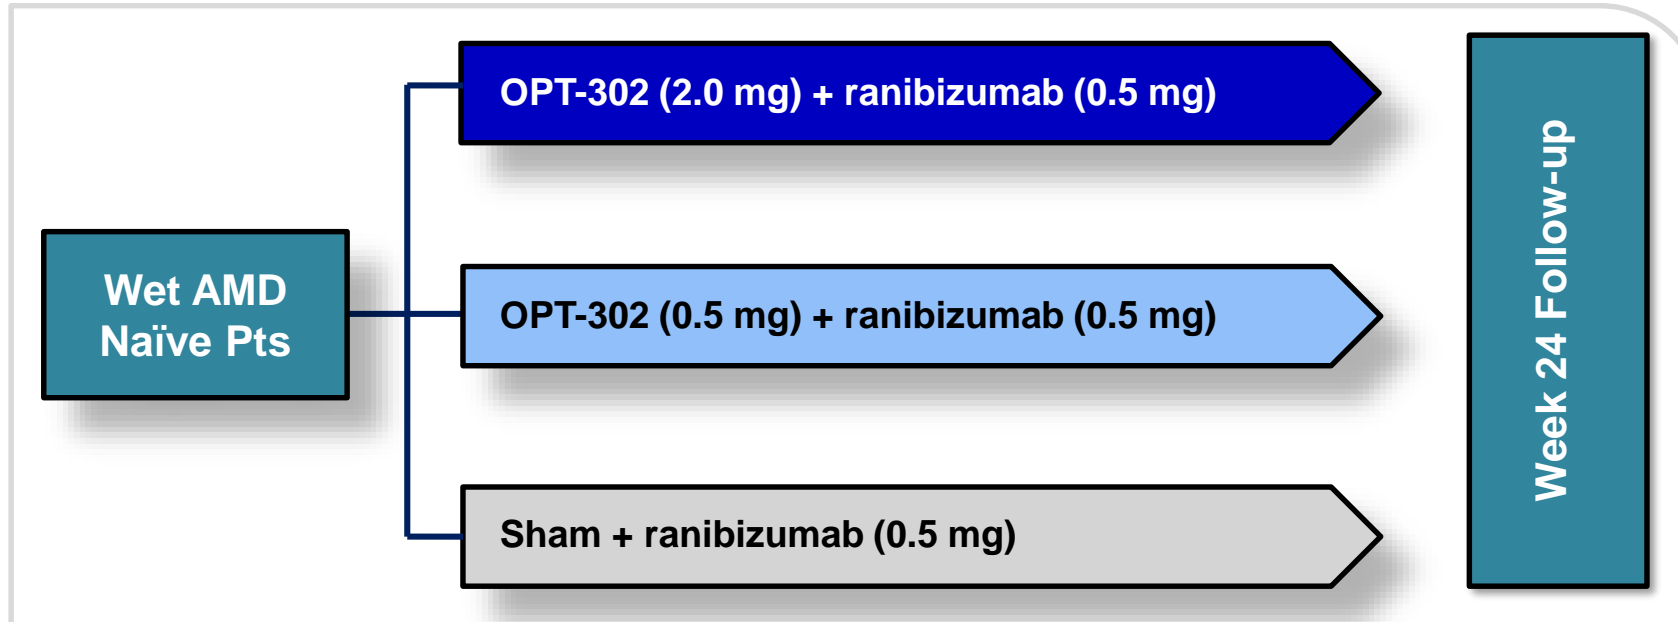 OPT-302 (2.0 mg) + ranibizumab (0.5 mg)
Wet AMD
Naïve Pts
OPT-302 (0.5 mg) + ranibizumab (0.5 mg)
Sham + ranibizumab (0.5 mg)
Week 24 Follow-up